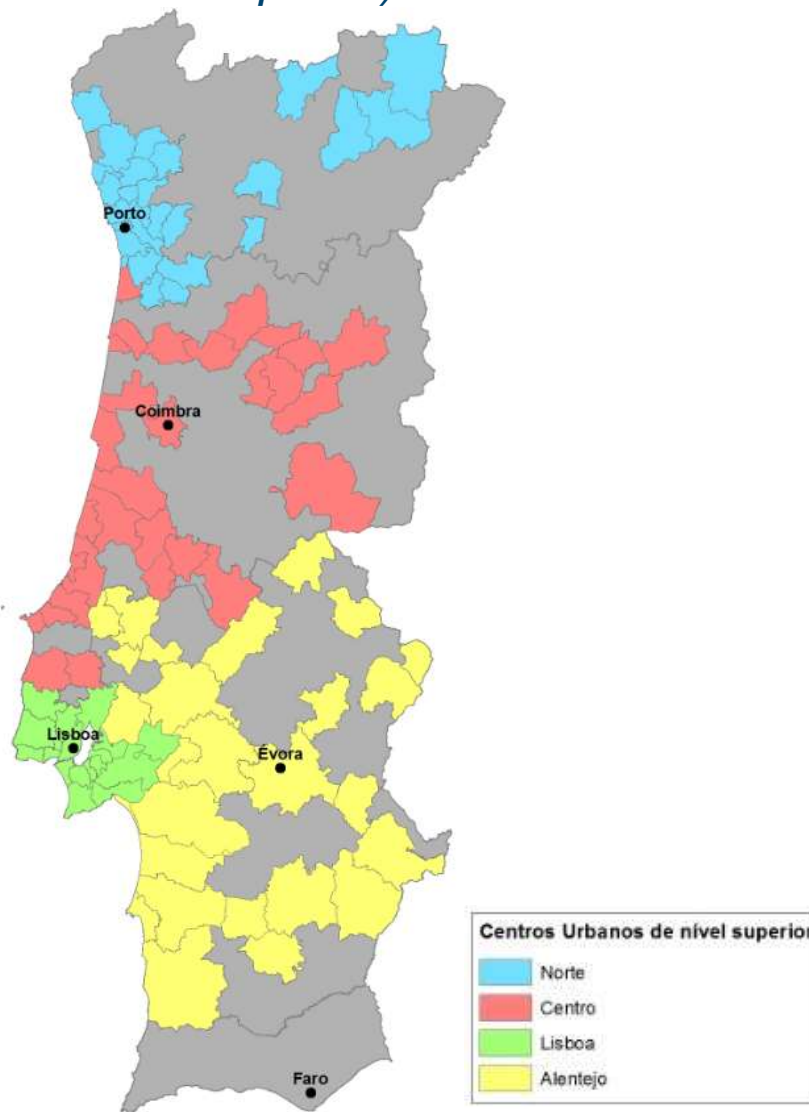 Porto
Coimbra
Lisboa
Évora
Faro
Centros Urbanos de nível superior
Norte
Centro
Lisboa
Alentejo